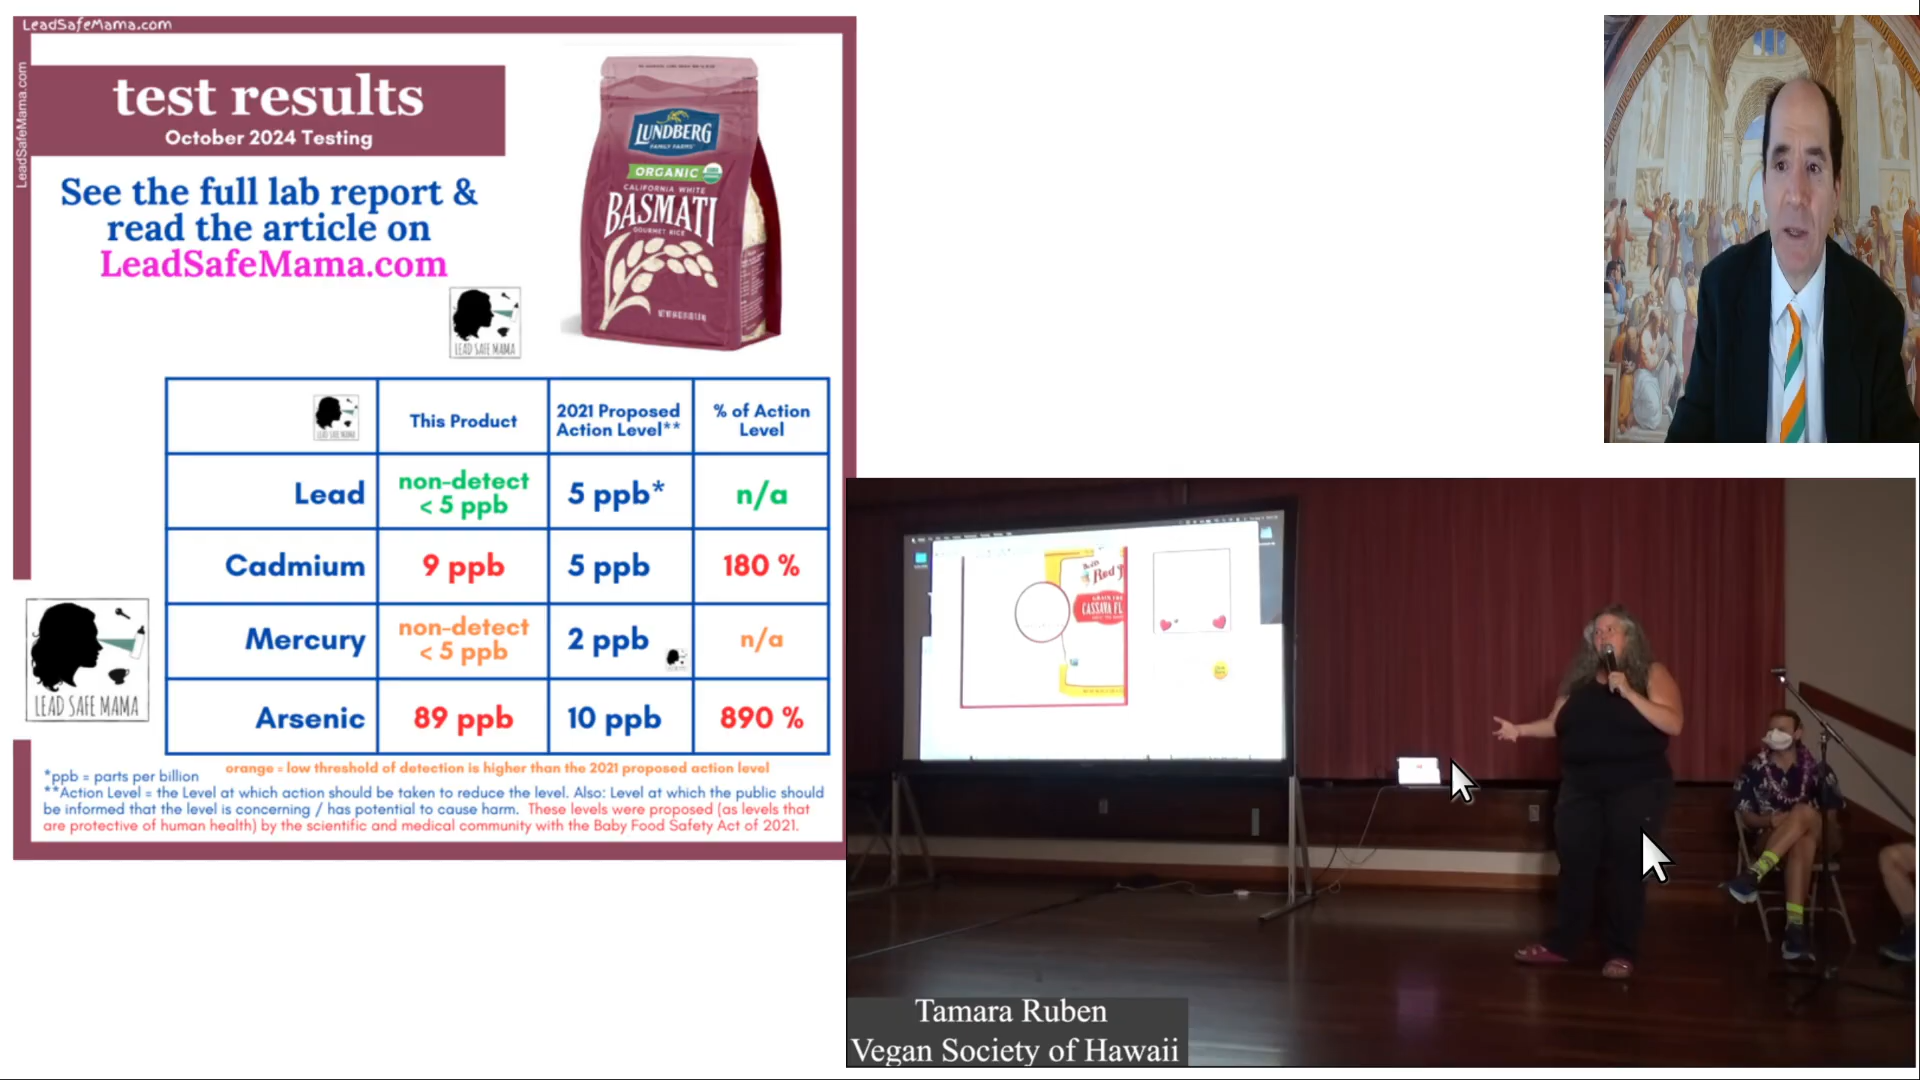 LeadSafeMama.com
LeadSafeMama.com
test results
October 2024 Testing
See the full lab report &
read the article on
LeadSafeMama.com
LUNDBERG
FAMILY FARMS
ORGANIC
CALIFORNIA WHITE
BASMATI
GOURMET RICE
LEAD SAFE MAMA
LEAD SAFE MAMA
This Product
2021 Proposed
Action Level**
% of Action
Level
Lead
non-detect
< 5 ppb
5 ppb*
n/a
Cadmium
9 ppb
5 ppb
180 %
Mercury
non-detect
< 5 ppb
2 ppb
n/a
Arsenic
89 ppb
10 ppb
890 %
LEAD SAFE MAMA
*ppb = parts per billion
orange = low threshold of detection is higher than the 2021 proposed action level
**Action Level = the Level at which action should be taken to reduce the level. Also: Level at which the public should
be informed that the level is concerning / has potential to cause harm. These levels were proposed (as levels that
are protective of human health) by the scientific and medical community with the Baby Food Safety Act of 2021.
Red
CASSAVA FL
Tamara Ruben
Vegan Society of Hawaii